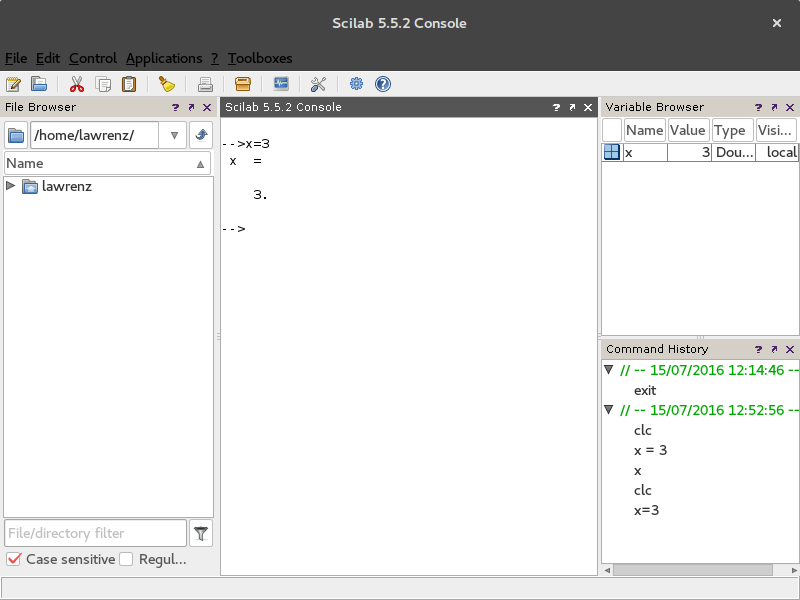 Scilab 5.5.2 Console
File Edit Control Applications ? Toolboxes
File Browser
/home/lawrenz/
Name
lawrenz
File/directory filter
Case sensitive Regul...
Scilab 5.5.2 Console
-->x=3
x =
3.
-->
Variable Browser
Name Value Type Visi...
x 3 Dou... local
Command History
// -- 15/07/2016 12:14:46 --
exit
// -- 15/07/2016 12:52:56 --
clc
x = 3
x
clc
x=3